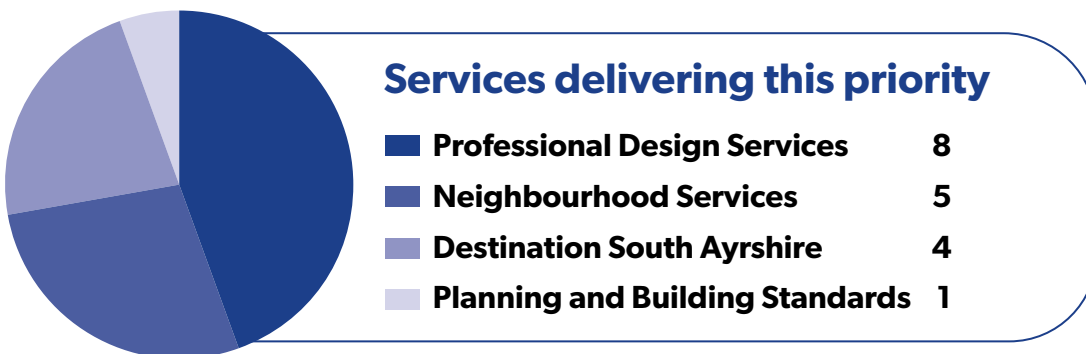 Services delivering this priority
Professional Design Services 8
Neighbourhood Services 5
Destination South Ayrshire 4
Planning and Building Standards 1